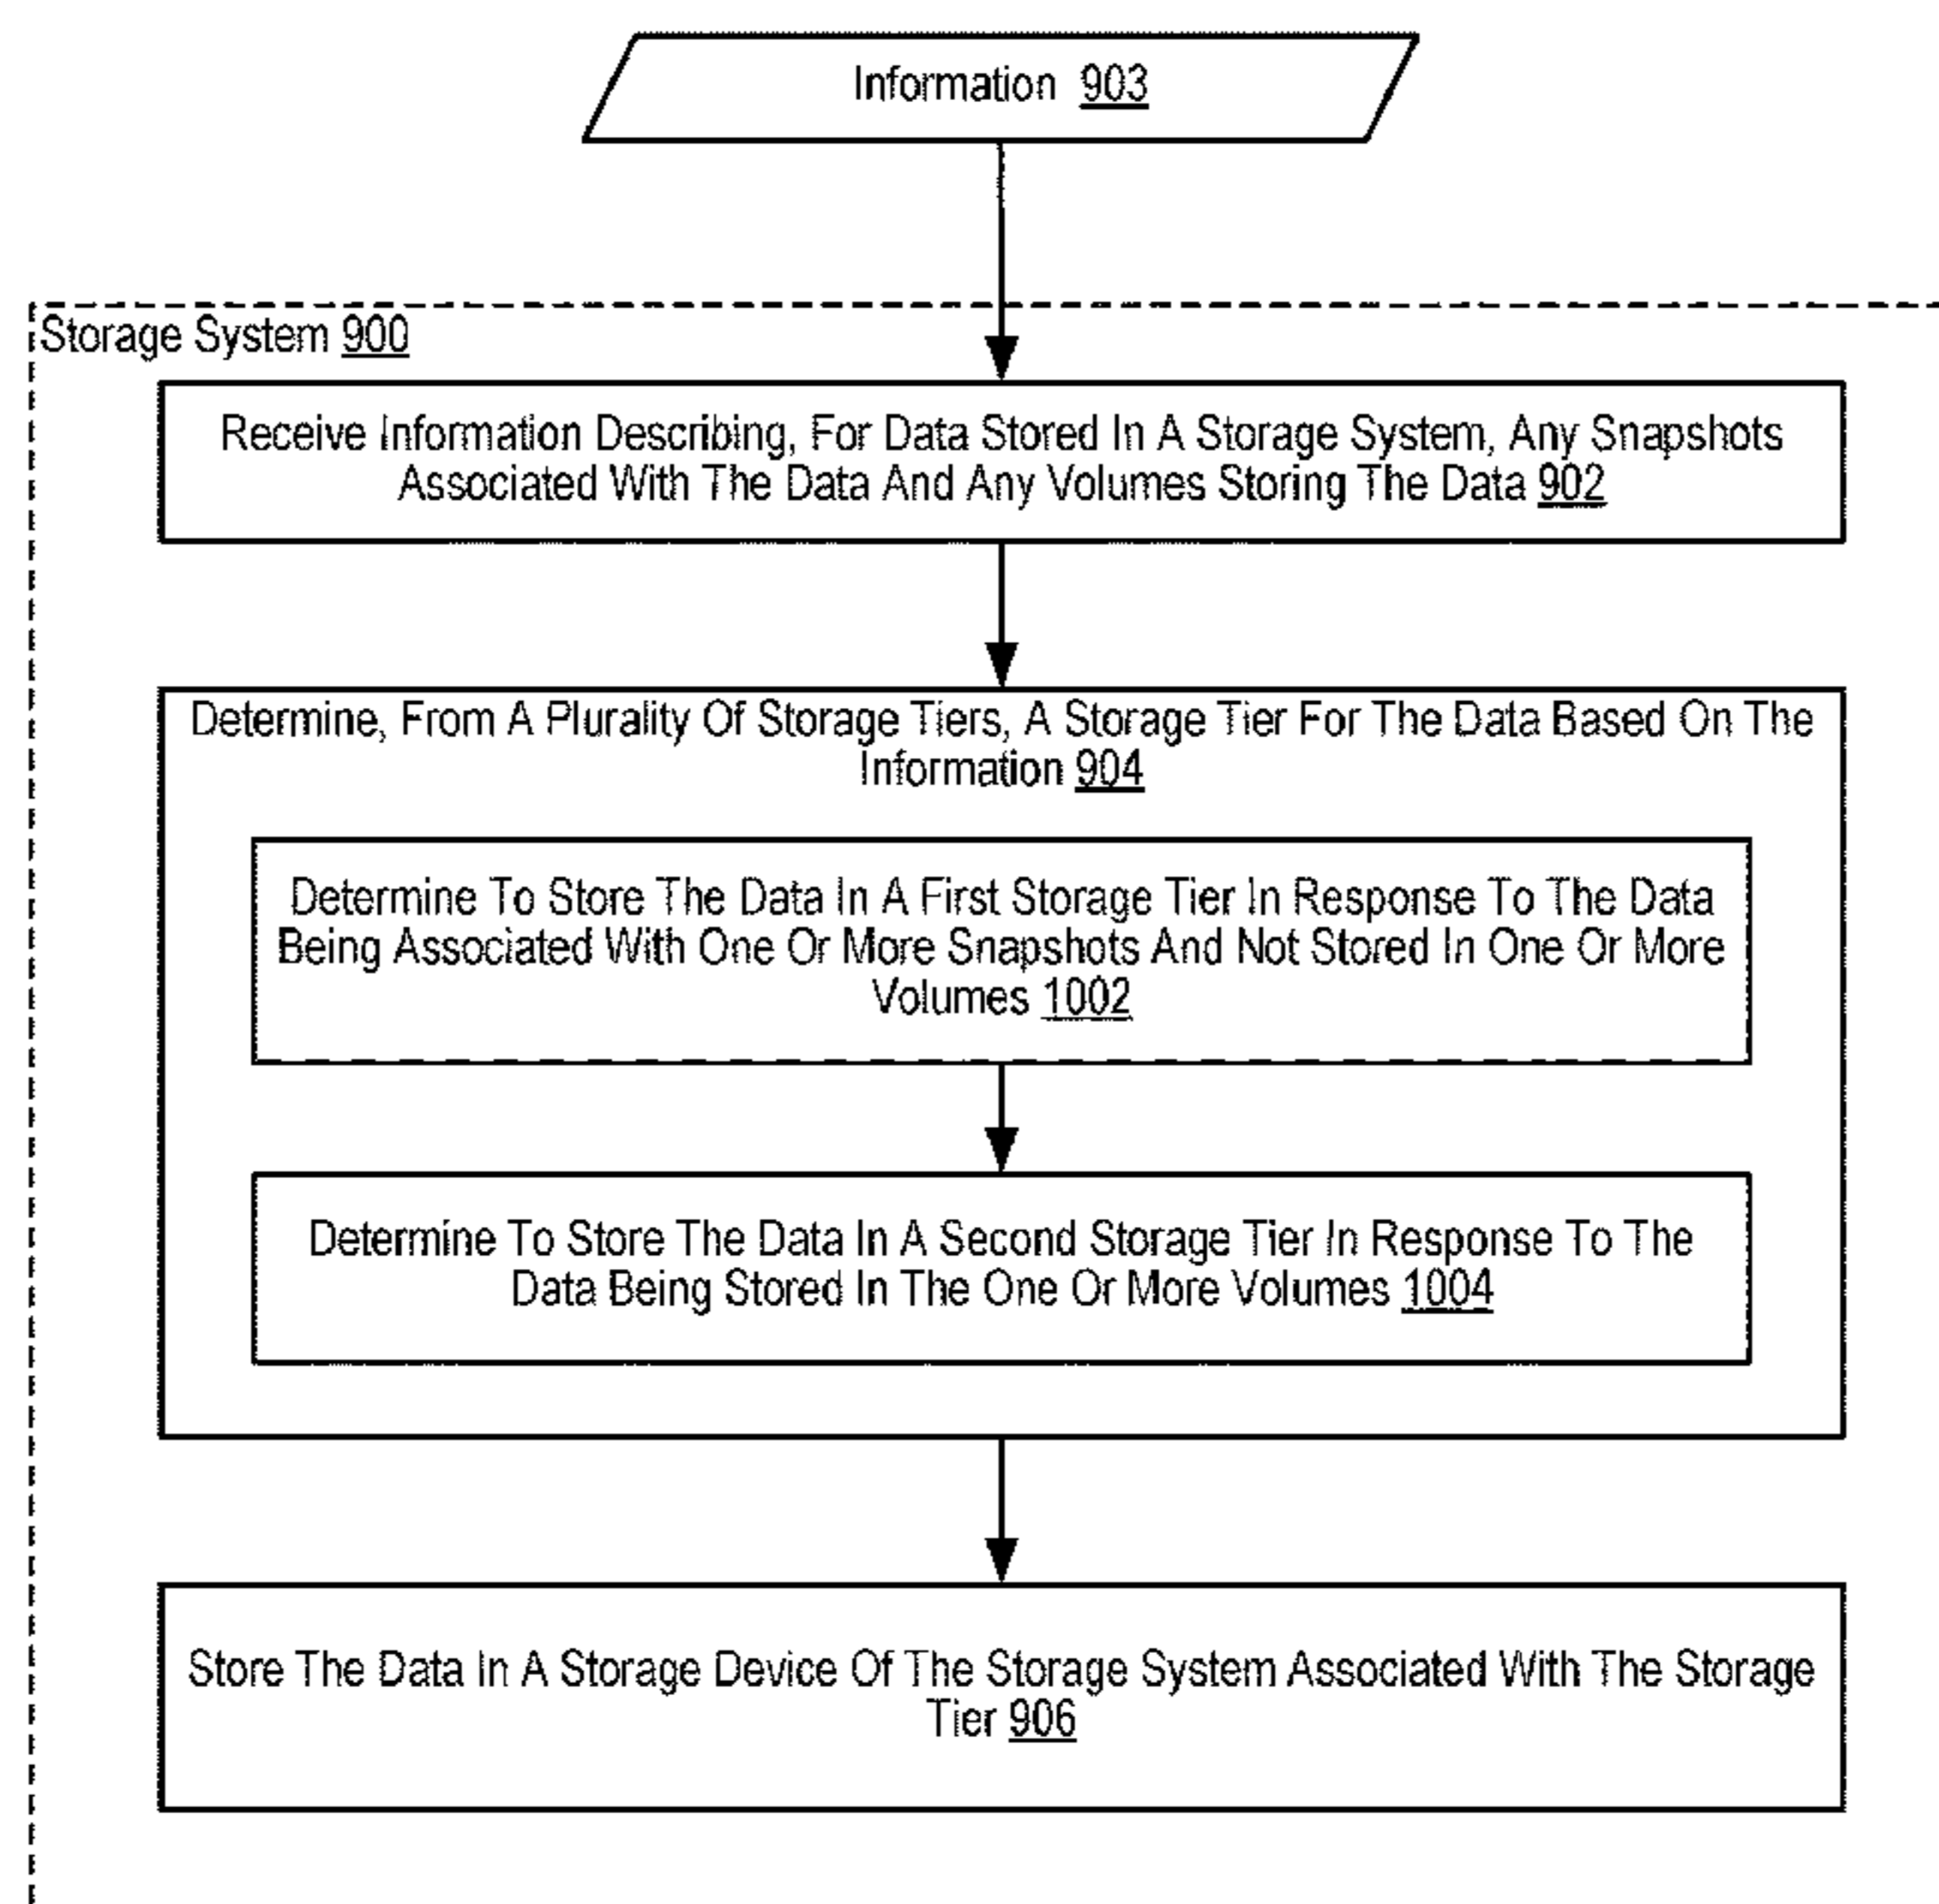 Information 903
Storage System 900
Receive Information Describing, For Data Stored In A Storage System, Any Snapshots
Associated With The Data And Any Volumes Storing The Data 902
Determine, From A Plurality Of Storage Tiers, A Storage Tier For The Data Based On The
Information 904
Determine To Store The Data In A First Storage Tier In Response To The Data
Being Associated With One Or More Snapshots And Not Stored In One Or More
Volumes 1002
Determine To Store The Data In A Second Storage Tier In Response To The
Data Being Stored In The One Or More Volumes 1004
Store The Data In A Storage Device Of The Storage System Associated With The Storage
Tier 906